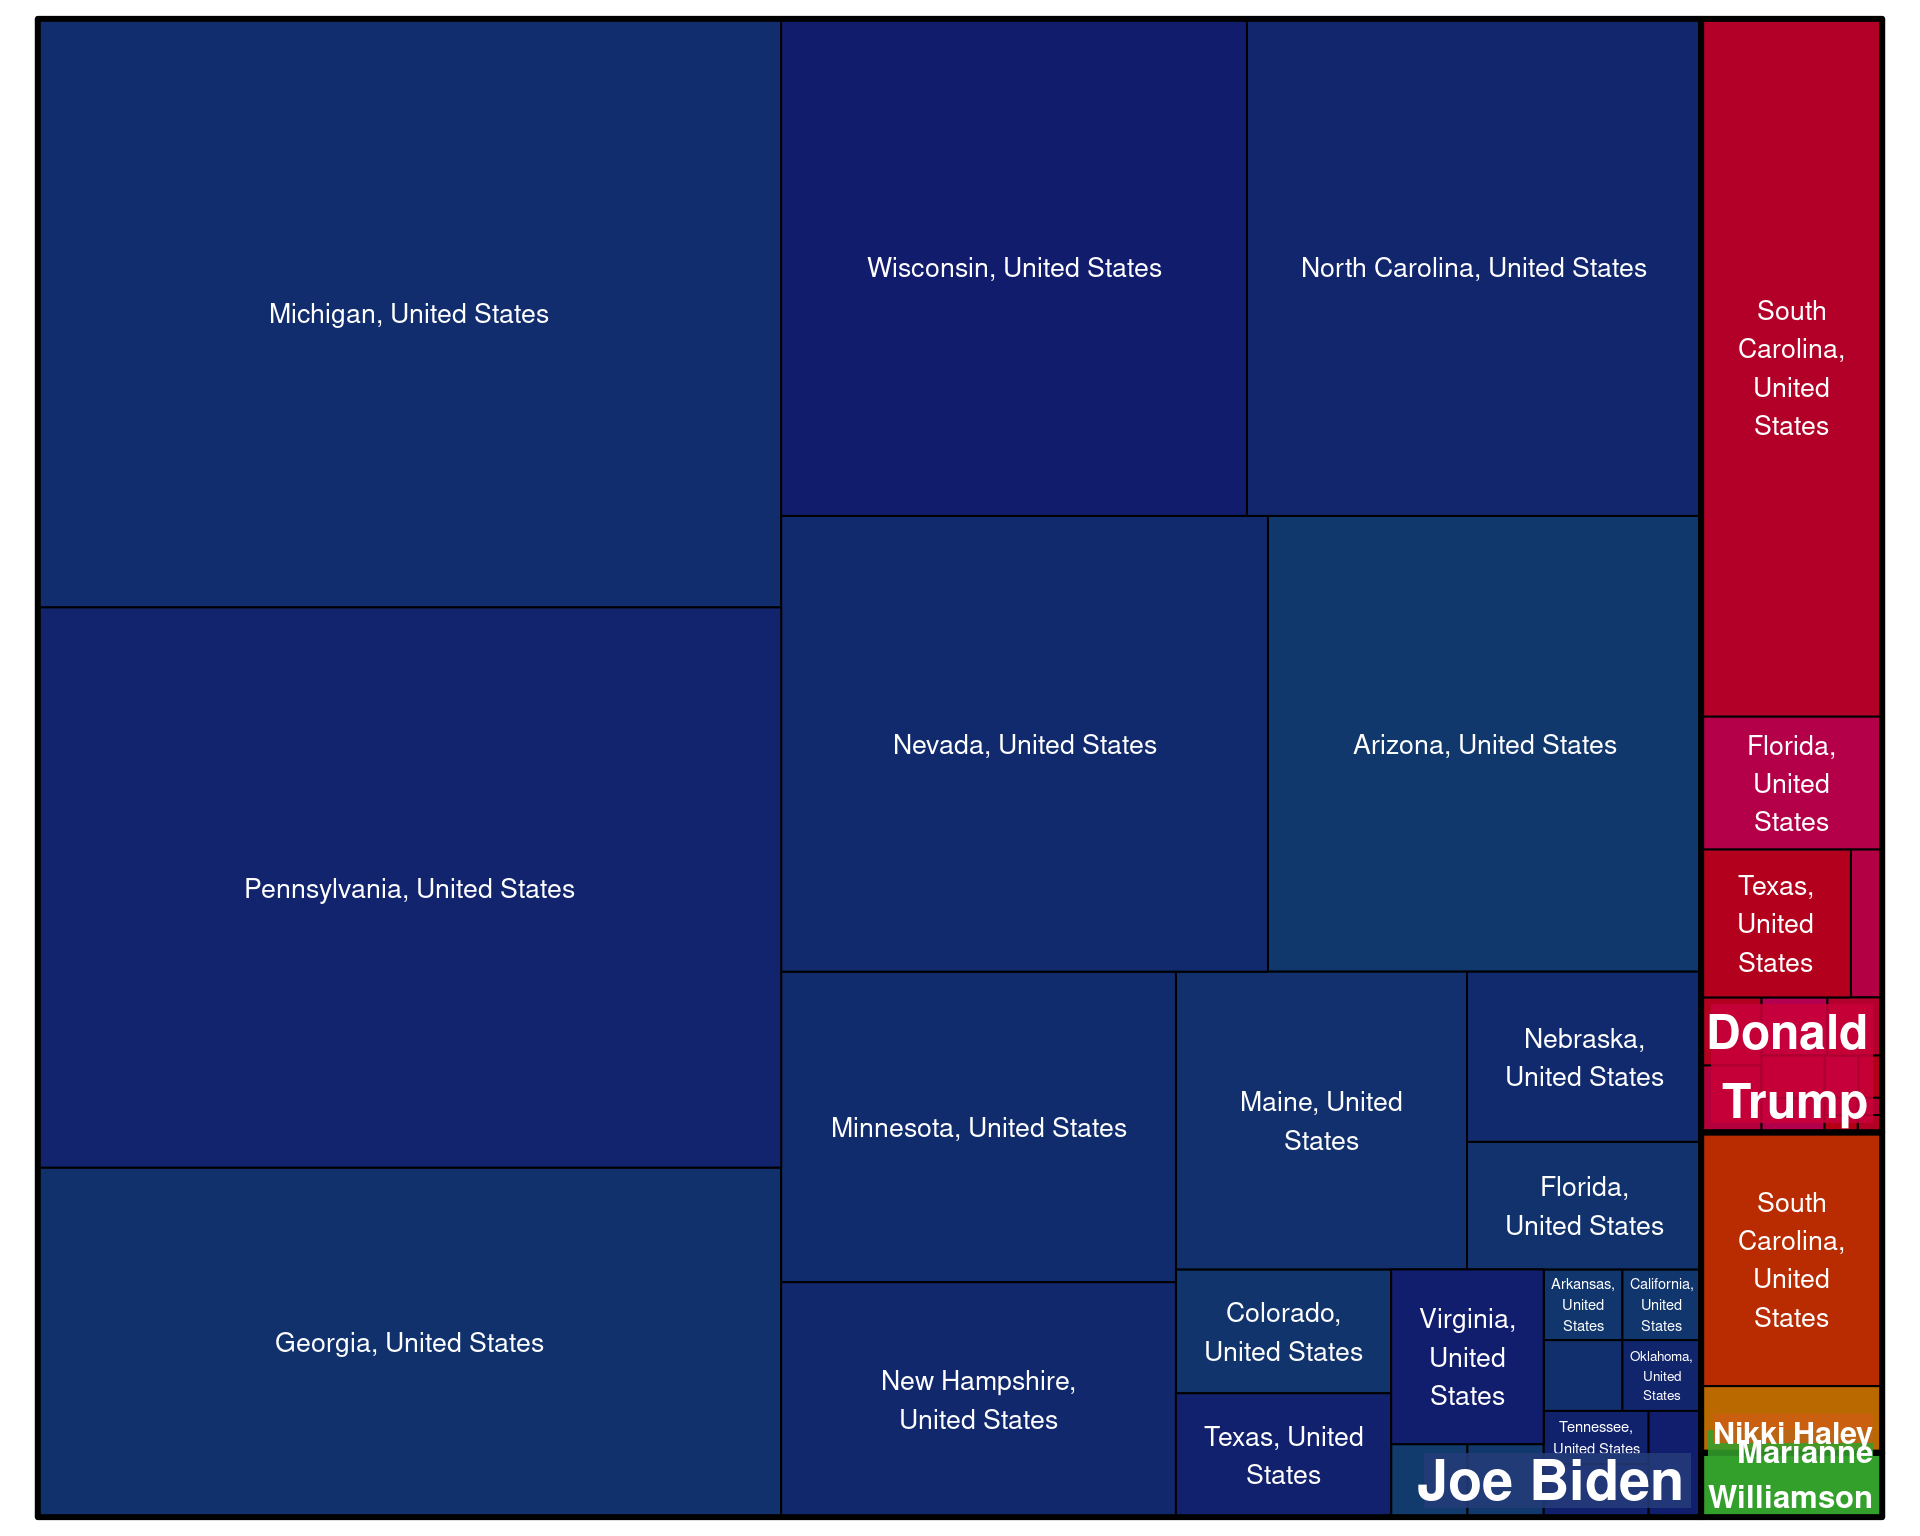 Michigan, United States
Pennsylvania, United States
Georgia, United States
Wisconsin, United States
North Carolina, United States
Nevada, United States
Arizona, United States
Minnesota, United States
New Hampshire,
United States
Maine, United
States
Nebraska,
United States
Florida,
United States
Colorado,
United States
Texas, United
States
Virginia,
United
States
Arkansas,
United
States
California,
United
States
Oklahoma,
United
States
Tennessee,
United States
Joe Biden
South
Carolina,
United
States
Florida,
United
States
Texas,
United
States
Donald
Trump
South
Carolina,
United
States
Nikki Haley
Marianne
Williamson